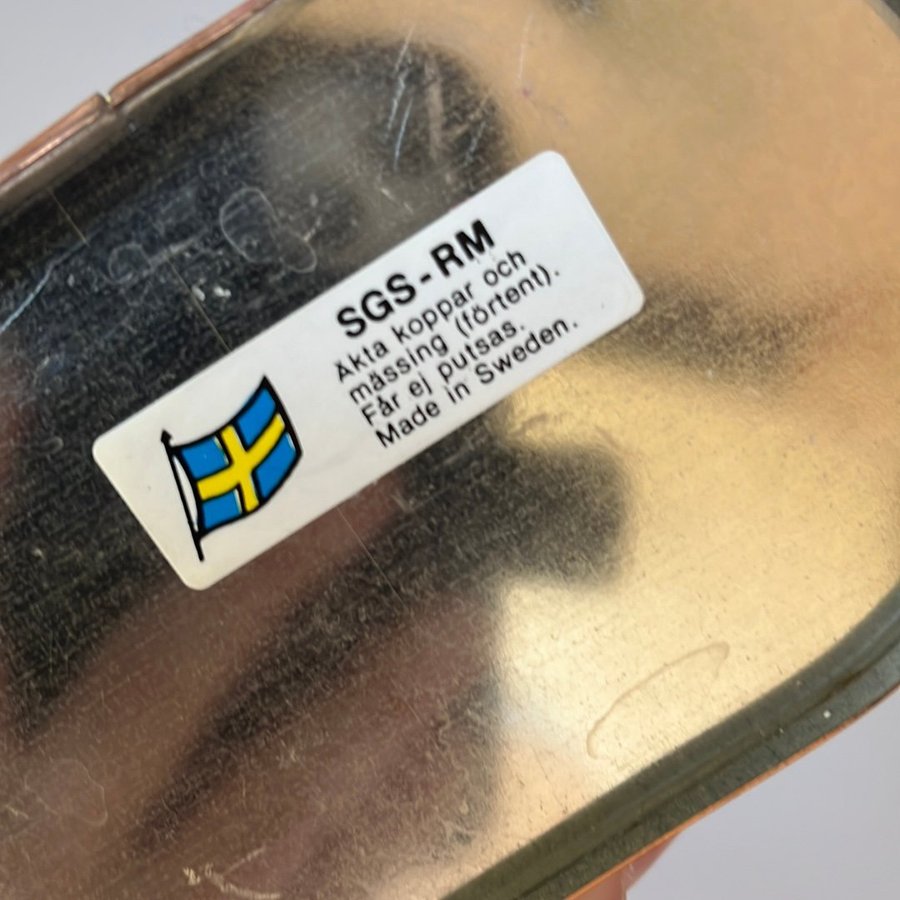 SGS-RM
Äkta koppar och
mässing (förtent).
Får ej putsas.
Made in Sweden.